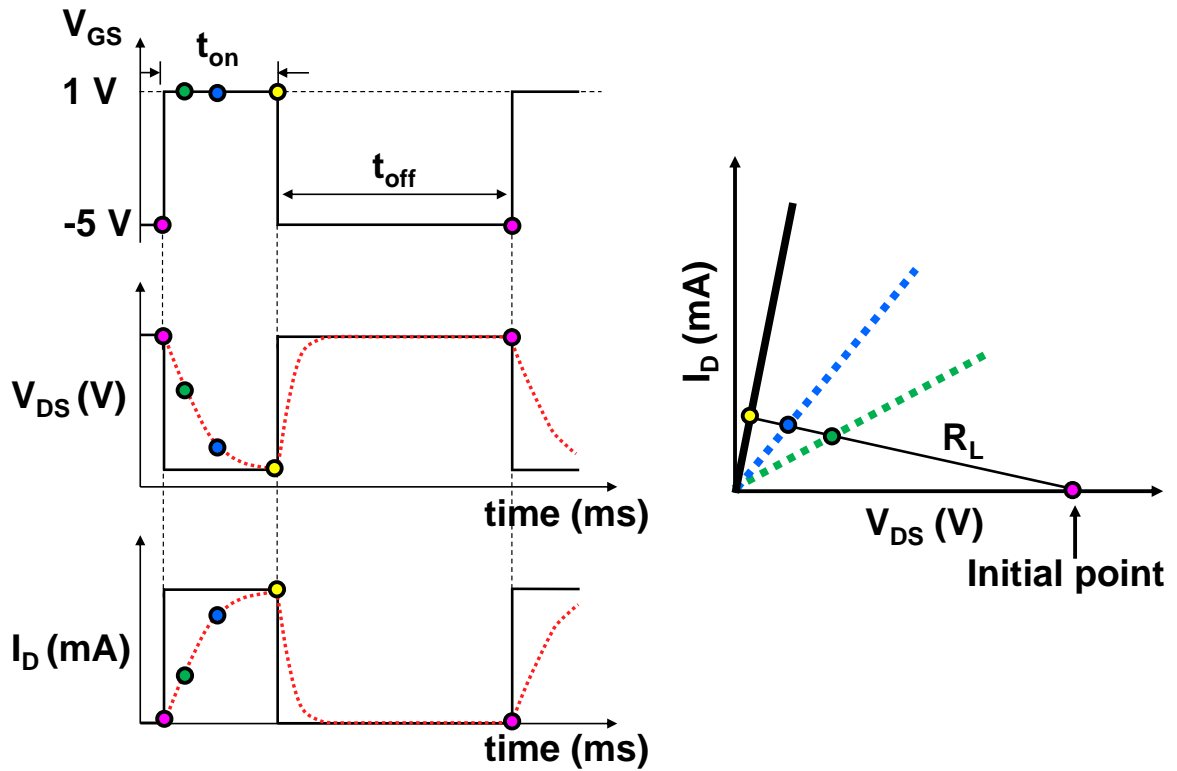 V_GS
t_on
1 V
t_off
-5 V
V_DS (V)
time (ms)
I_D (mA)
time (ms)
I_D (mA)
R_L
V_DS (V)
Initial point